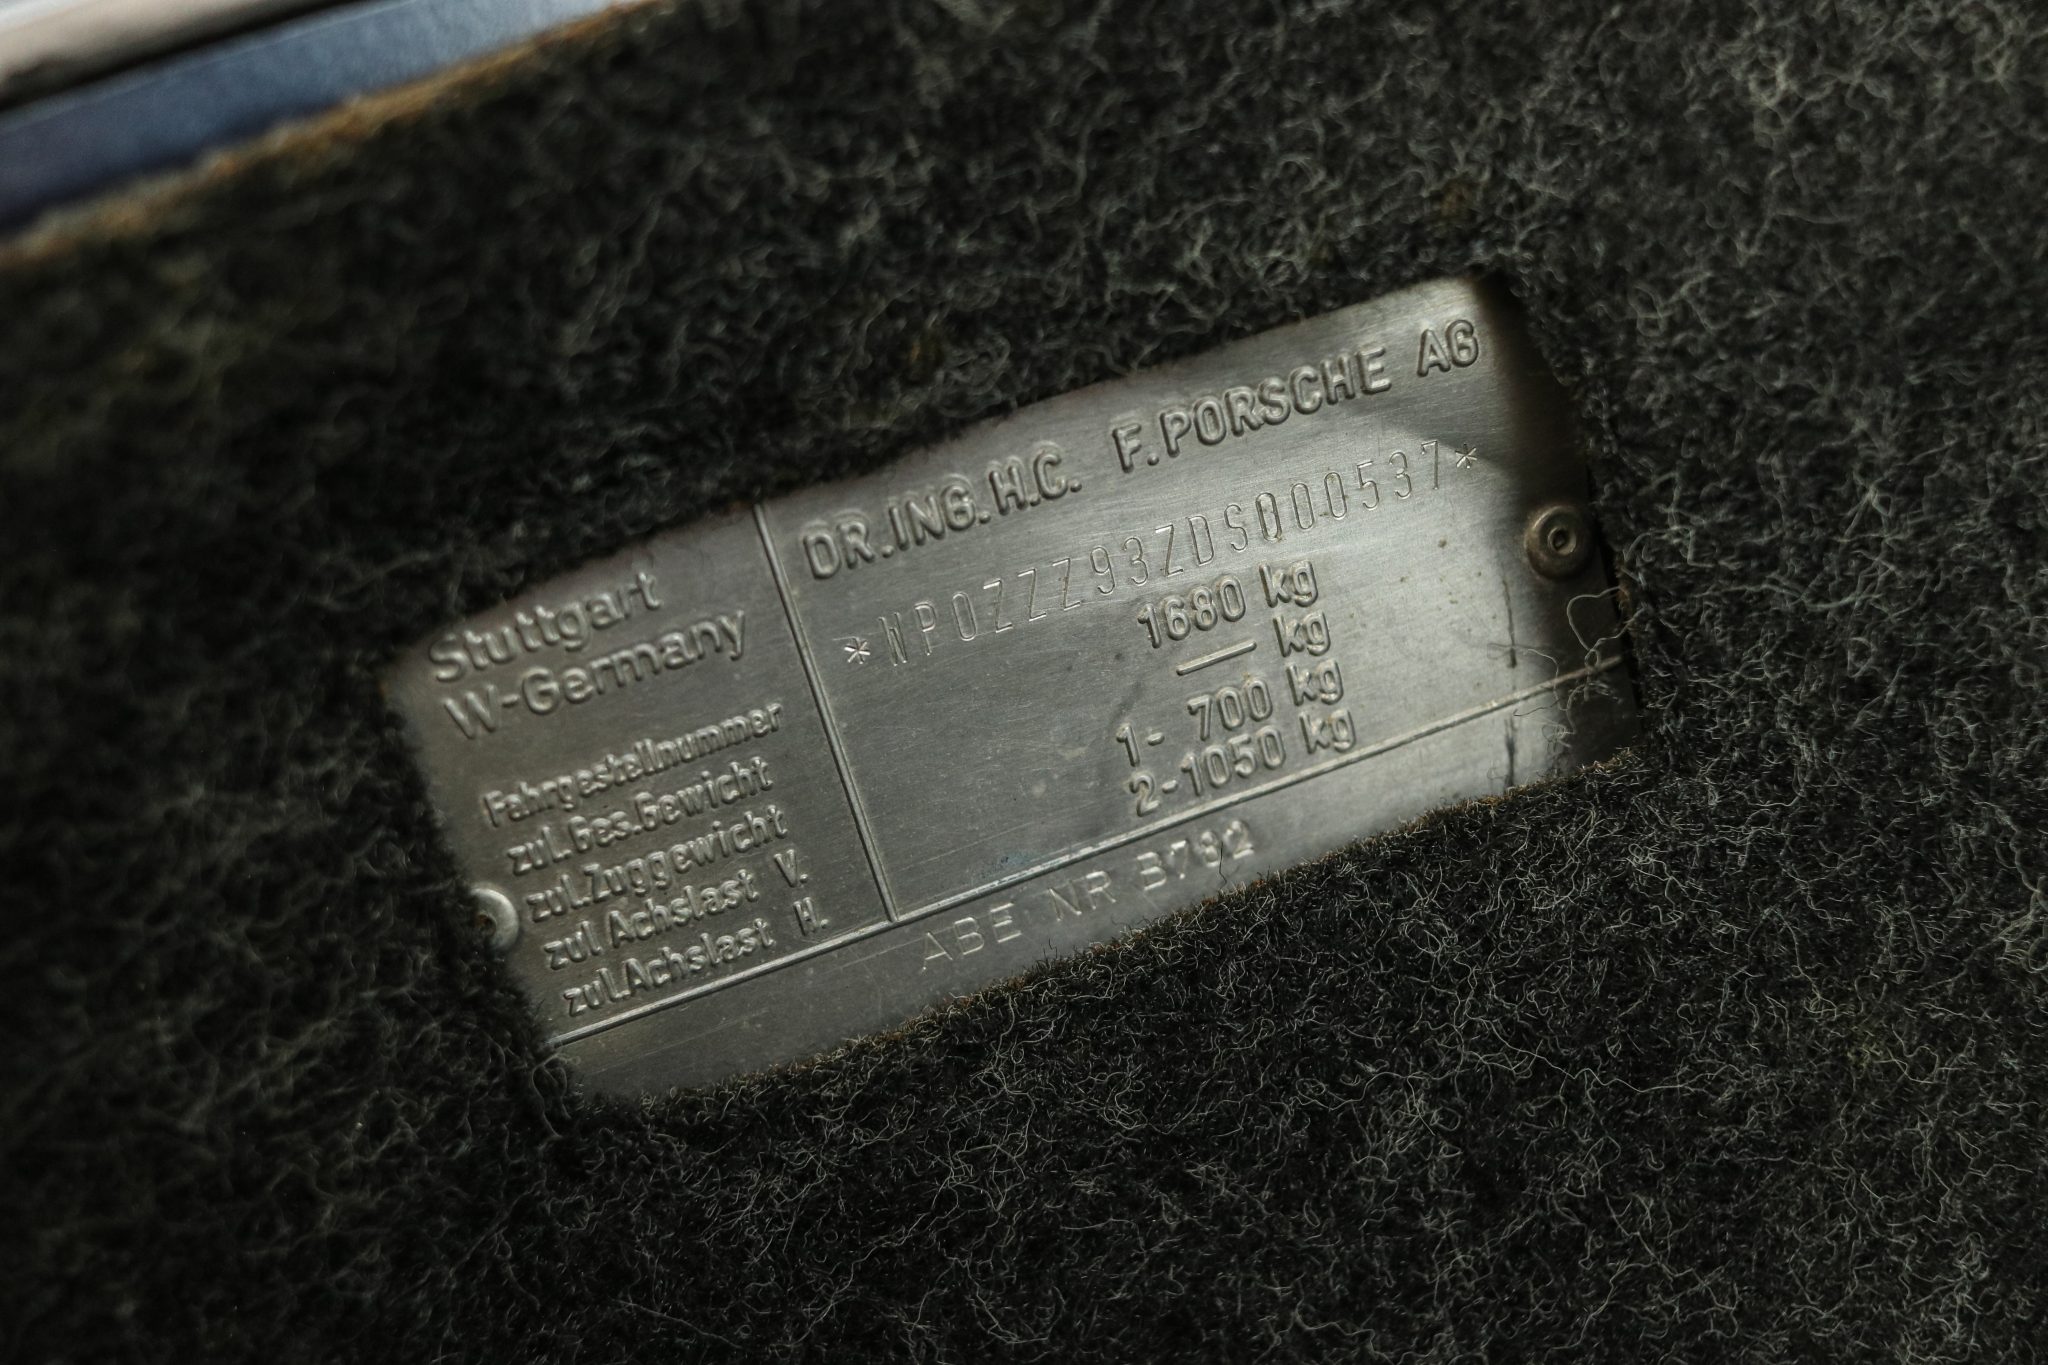 DR.ING.H.C. F.PORSCHE AG
Stuttgart
W-Germany
*WP0ZZZ93ZDS000537*
Fahrgestellnummer
zul.Ges.Gewicht 1680 kg
zul.Zuggewicht — kg
zul Achslast V. 1- 700 kg
zul.Achslast H. 2-1050 kg
ABE NR B782